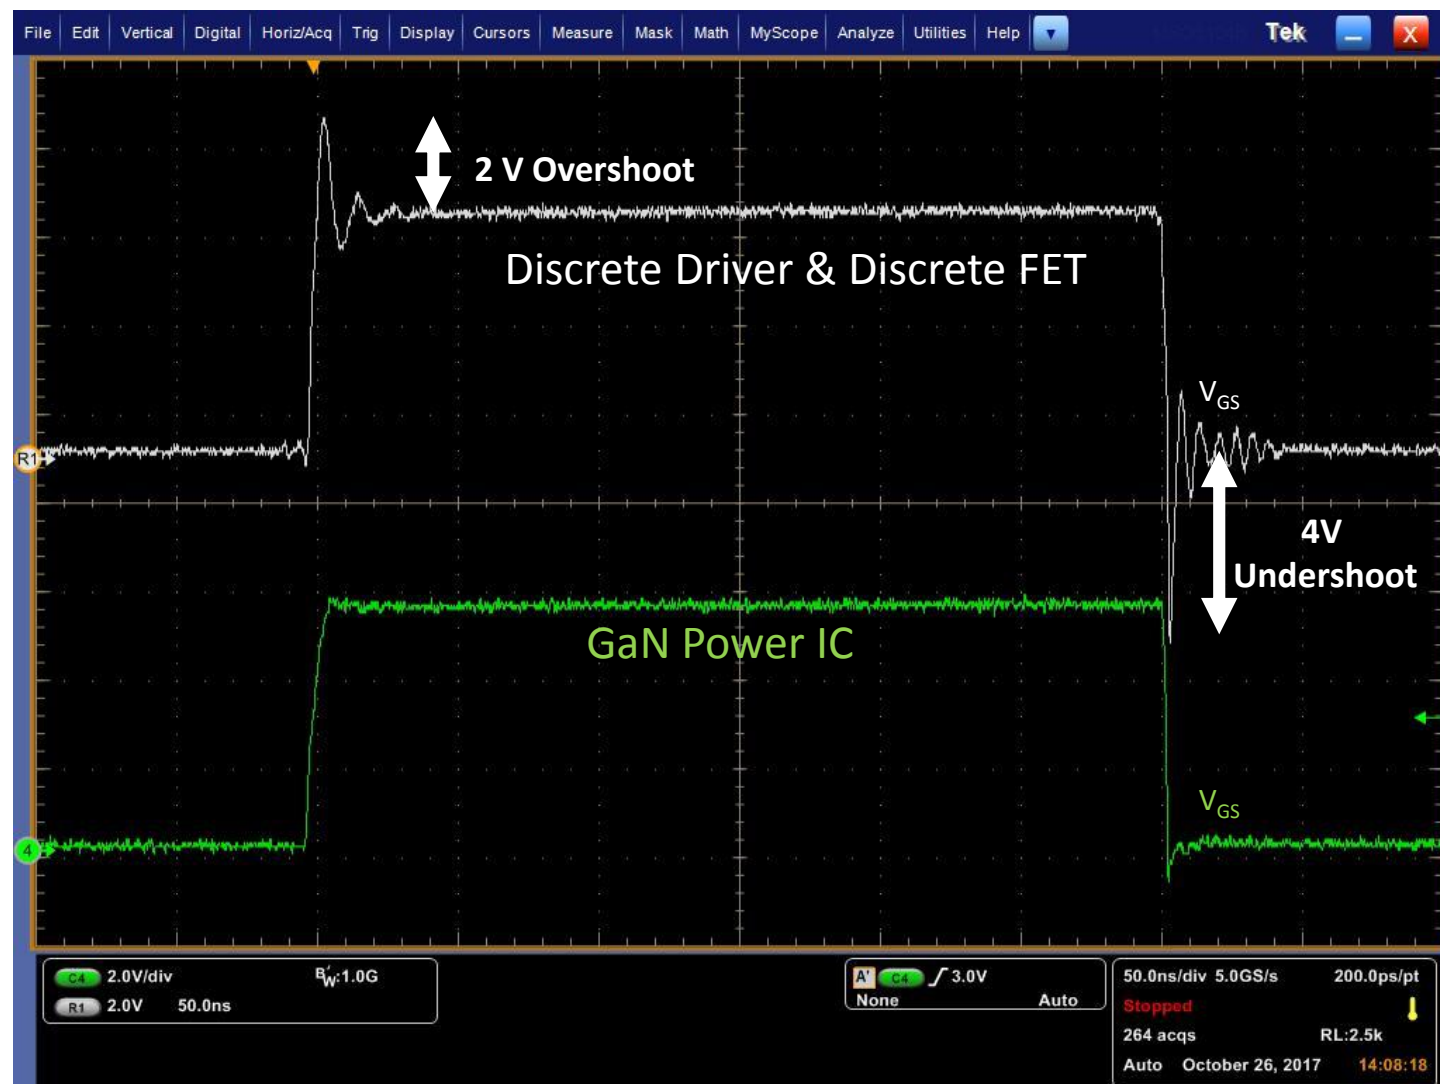 File Edit Vertical Digital Horiz/Acq Trig Display Cursors Measure Mask Math MyScope Analyze Utilities Help Tek X
2 V Overshoot
Discrete Driver & Discrete FET
VGS
R1
4V
Undershoot
GaN Power IC
VGS
4
C4 2.0V/div BW:1.0G
R1 2.0V 50.0ns
A' C4 3.0V
None Auto
50.0ns/div 5.0GS/s 200.0ps/pt
Stopped
264 acqs RL:2.5k
Auto October 26, 2017 14:08:18